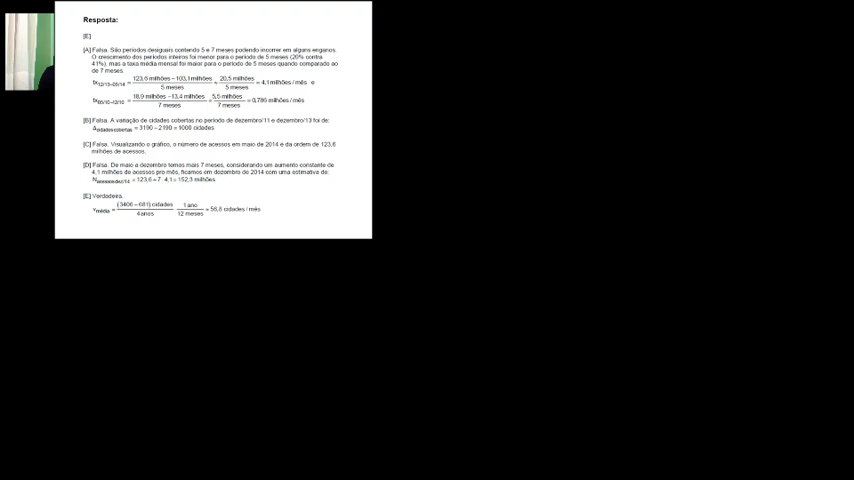 Resposta:
[E]
[A] Falsa. São períodos desiguais contendo 5 e 7 meses podendo incorrer em alguns enganos.
O crescimento dos períodos inteiros foi menor para o período de 5 meses (20% contra
41%), mas a taxa média mensal foi maior para o período de 5 meses quando comparado ao
de 7 meses.
tx12/13–05/14 = 123,6 milhões – 103,1 milhões / 5 meses = 20,5 milhões / 5 meses = 4,1 milhões / mês e
tx05/10–12/10 = 18,9 milhões – 13,4 milhões / 7 meses = 5,5 milhões / 7 meses = 0,786 milhões / mês
[B] Falsa. A variação de cidades cobertas no período de dezembro/11 e dezembro/13 foi de:
Δcidades cobertas = 3190 – 2190 = 1000 cidades
[C] Falsa. Visualizando o gráfico, o número de acessos em maio de 2014 é da ordem de 123,6
milhões de acessos.
[D] Falsa. De maio a dezembro temos mais 7 meses, considerando um aumento constante de
4,1 milhões de acessos pro mês, ficamos em dezembro de 2014 com uma estimativa de:
Nacessosdez/14 = 123,6 + 7 · 4,1 = 152,3 milhões
[E] Verdadeira.
vmédia = (3406 – 681) cidades / 4 anos · 1 ano / 12 meses = 56,8 cidades / mês